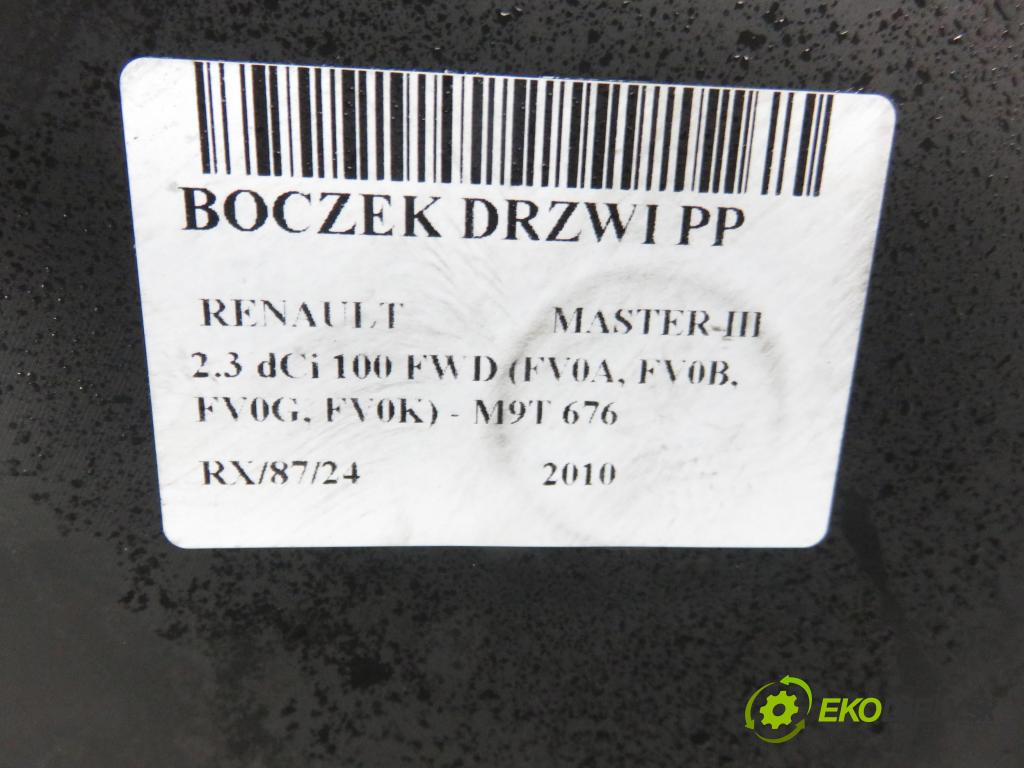 BOCZEK DRZWI PP
RENAULT MASTER-III
2.3 dCi 100 FWD (FV0A, FV0B,
FV0G, FV0K) - M9T 676
RX/87/24 2010
EKO